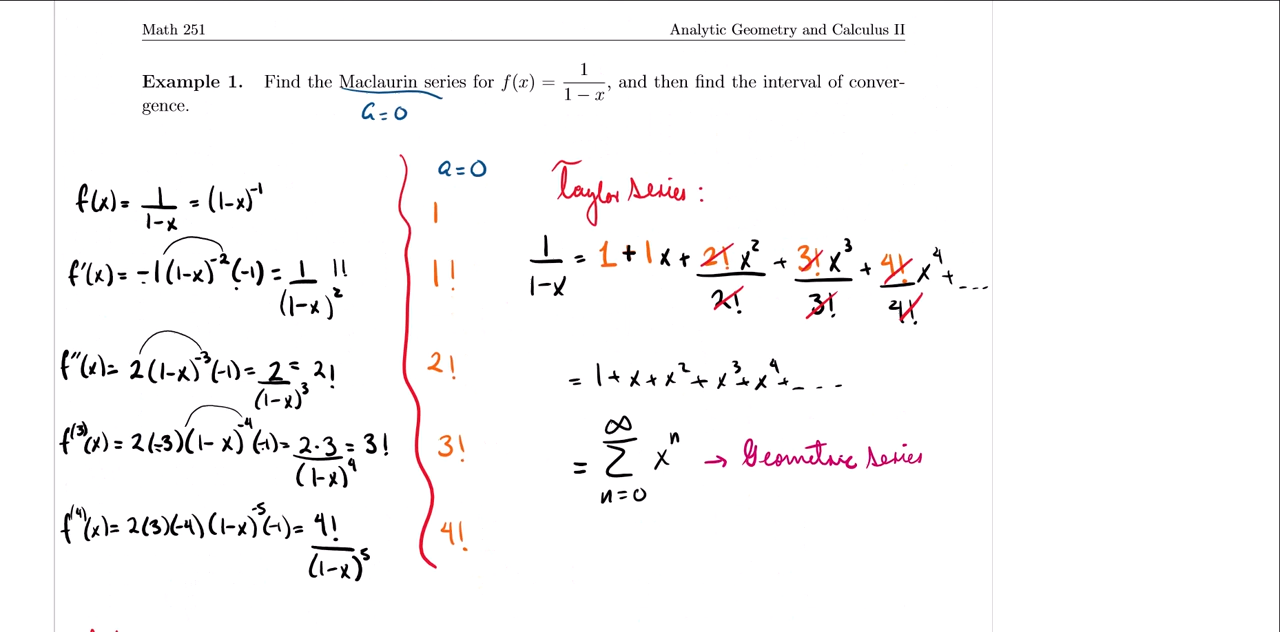 Math 251 Analytic Geometry and Calculus II
Example 1. Find the Maclaurin series for f(x) = 1/(1 − x), and then find the interval of conver-
gence.
a=0
f(x) = 1/(1-x) = (1-x)^-1
f'(x) = -1(1-x)^-2(-1) = 1/(1-x)^2 1!
f''(x) = 2(1-x)^-3(-1) = 2/(1-x)^3 = 2!
f^(3)(x) = 2(-3)(1-x)^-4(-1) = 2·3/(1-x)^4 = 3!
f^(4)(x) = 2(3)(-4)(1-x)^-5(-1) = 4!/(1-x)^5
a=0
1
1!
2!
3!
4!
Taylor series:
1/(1-x) = 1 + 1x + 2!x^2/2! + 3!x^3/3! + 4!/4! x^4 + ...
= 1 + x + x^2 + x^3 + x^4 + ....
= ∑_{n=0}^{∞} x^n → Geometric series